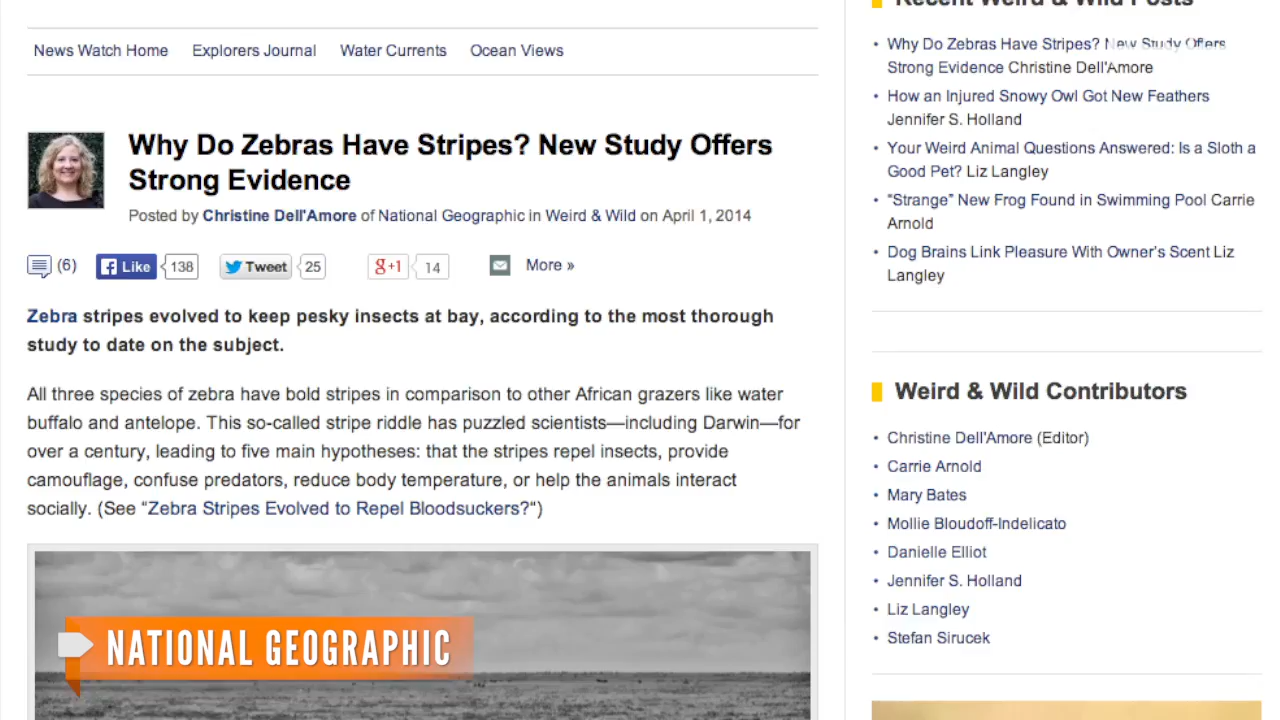 Recent Weird & Wild Posts
News Watch Home Explorers Journal Water Currents Ocean Views
Why Do Zebras Have Stripes? New Study Offers
Strong Evidence
Posted by Christine Dell'Amore of National Geographic in Weird & Wild on April 1, 2014
(6) Like 138 Tweet 25 g+1 14 More »
Zebra stripes evolved to keep pesky insects at bay, according to the most thorough
study to date on the subject.
All three species of zebra have bold stripes in comparison to other African grazers like water
buffalo and antelope. This so-called stripe riddle has puzzled scientists—including Darwin—for
over a century, leading to five main hypotheses: that the stripes repel insects, provide
camouflage, confuse predators, reduce body temperature, or help the animals interact
socially. (See “Zebra Stripes Evolved to Repel Bloodsuckers?“)
NATIONAL GEOGRAPHIC
• Why Do Zebras Have Stripes? New Study Offers
Strong Evidence Christine Dell'Amore
• How an Injured Snowy Owl Got New Feathers
Jennifer S. Holland
• Your Weird Animal Questions Answered: Is a Sloth a
Good Pet? Liz Langley
• “Strange” New Frog Found in Swimming Pool Carrie
Arnold
• Dog Brains Link Pleasure With Owner’s Scent Liz
Langley
Weird & Wild Contributors
• Christine Dell'Amore (Editor)
• Carrie Arnold
• Mary Bates
• Mollie Bloudoff-Indelicato
• Danielle Elliot
• Jennifer S. Holland
• Liz Langley
• Stefan Sirucek